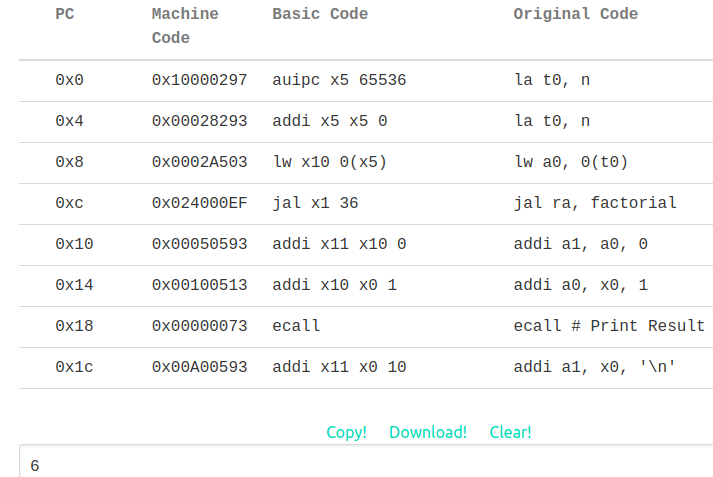 PC Machine Code Basic Code Original Code
0x0 0x10000297 auipc x5 65536 la t0, n
0x4 0x00028293 addi x5 x5 0 la t0, n
0x8 0x0002A503 lw x10 0(x5) lw a0, 0(t0)
0xc 0x024000EF jal x1 36 jal ra, factorial
0x10 0x00050593 addi x11 x10 0 addi a1, a0, 0
0x14 0x00100513 addi x10 x0 1 addi a0, x0, 1
0x18 0x00000073 ecall ecall # Print Result
0x1c 0x00A00593 addi x11 x0 10 addi a1, x0, '\n'
Copy! Download! Clear!
6